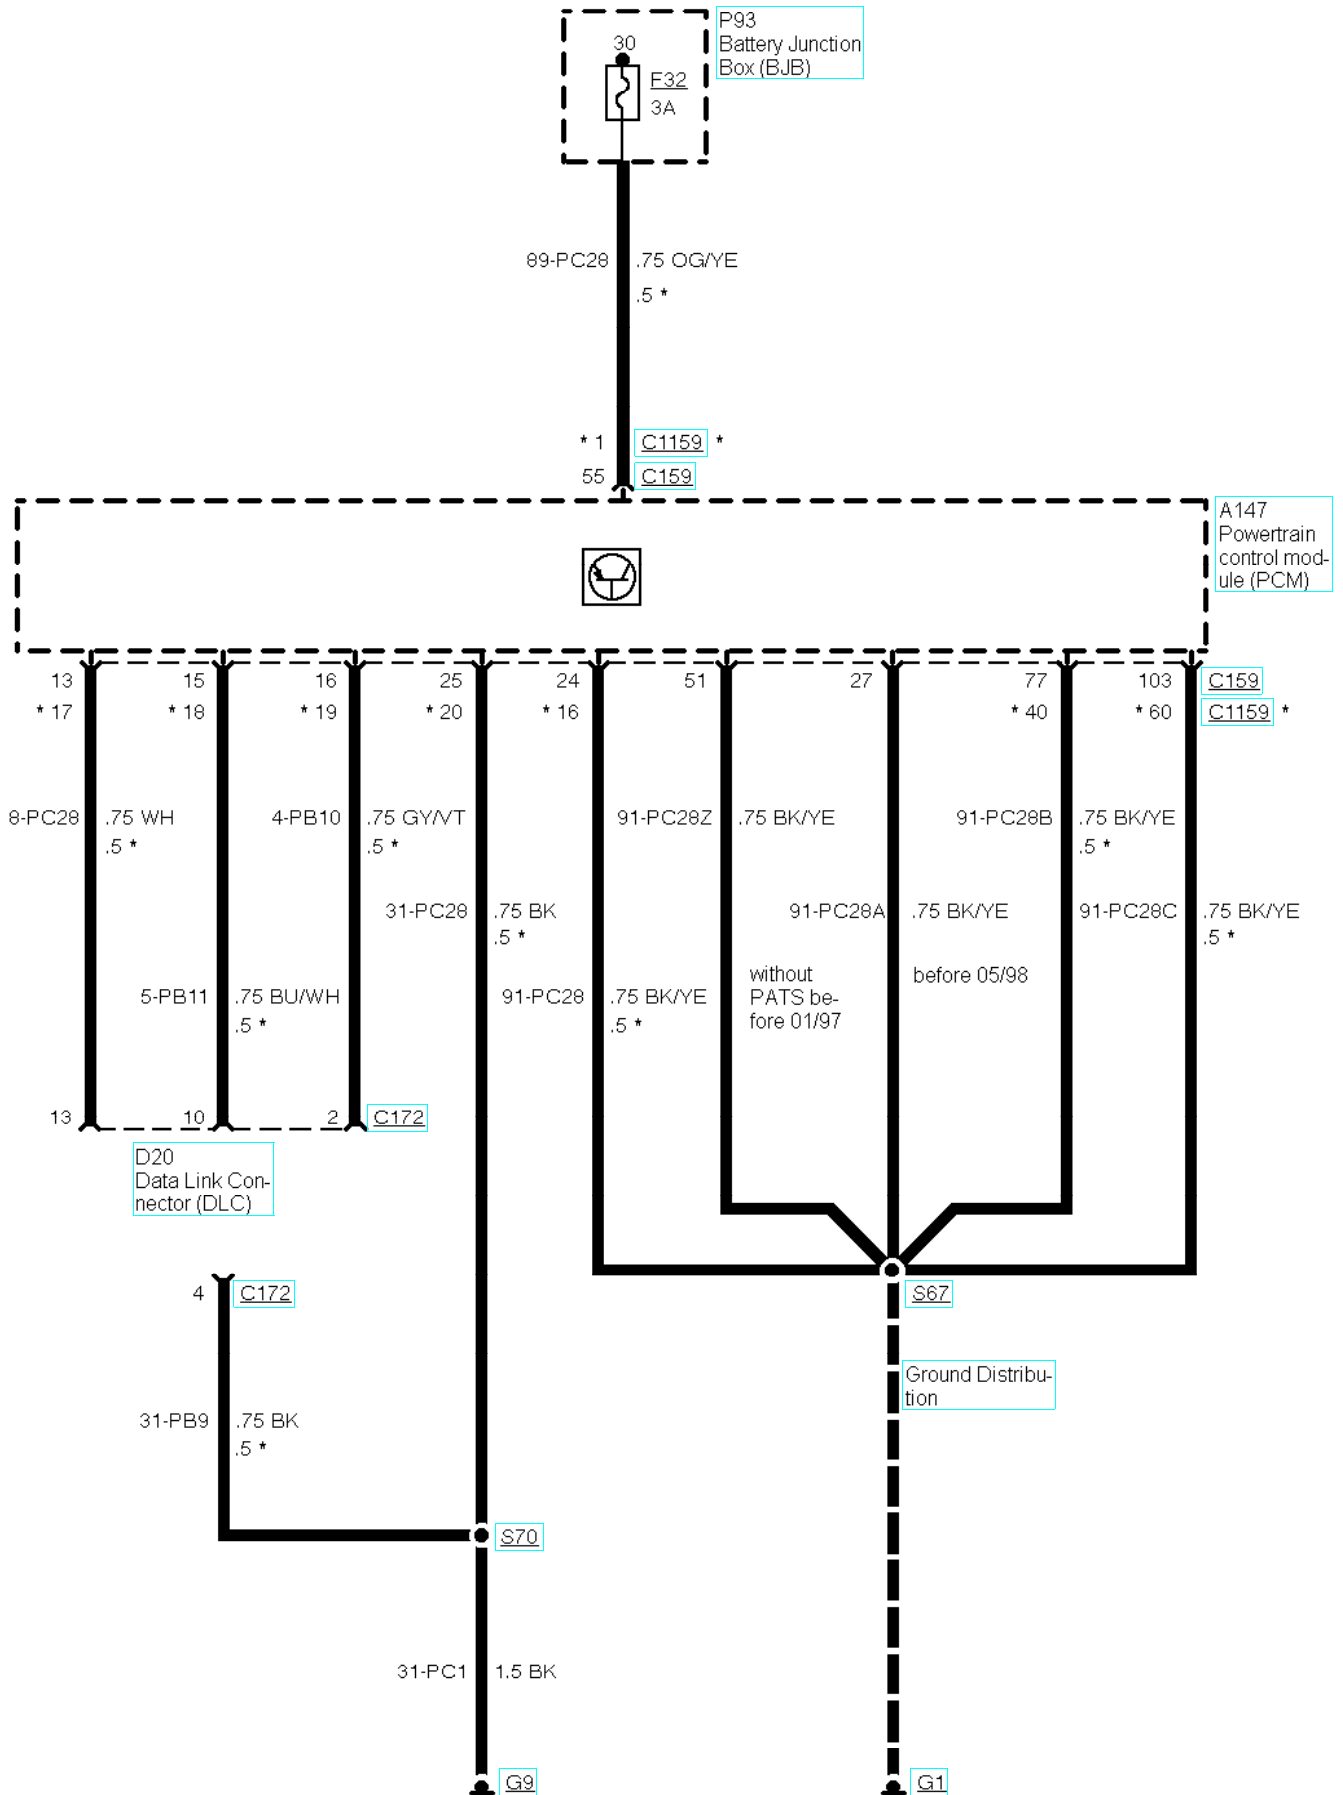 P93
Battery Junction
Box (BJB)
30
F32
3A
89-PC28 .75 OG/YE
.5 *
* 1 C1159 *
55 C159
A147
Powertrain
control mod-
ule (PCM)
13 15 16 25 24 51 27 77 103 C159
* 17 * 18 * 19 * 20 * 16 * 40 * 60 C1159 *
8-PC28 .75 WH 4-PB10 .75 GY/VT 91-PC28Z .75 BK/YE 91-PC28B .75 BK/YE
.5 * .5 * .5 *
31-PC28 .75 BK 91-PC28A .75 BK/YE 91-PC28C .75 BK/YE
.5 * .5 *
without
PATS be-
fore 01/97
before 05/98
5-PB11 .75 BU/WH 91-PC28 .75 BK/YE
.5 * .5 *
13 10 2 C172
D20
Data Link Con-
nector (DLC)
4 C172
S67
Ground Distribu-
tion
31-PB9 .75 BK
.5 *
S70
31-PC1 1.5 BK
G9 G1